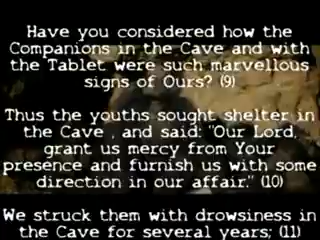 Have you considered how the
Companions in the Cave and with
the Tablet were such marvellous
signs of Ours? (9)
Thus the youths sought shelter in
the Cave , and said: "Our Lord,
grant us mercy from Your
presence and furnish us with some
direction in our affair." (10)
We struck them with drowsiness in
the Cave for several years; (11)